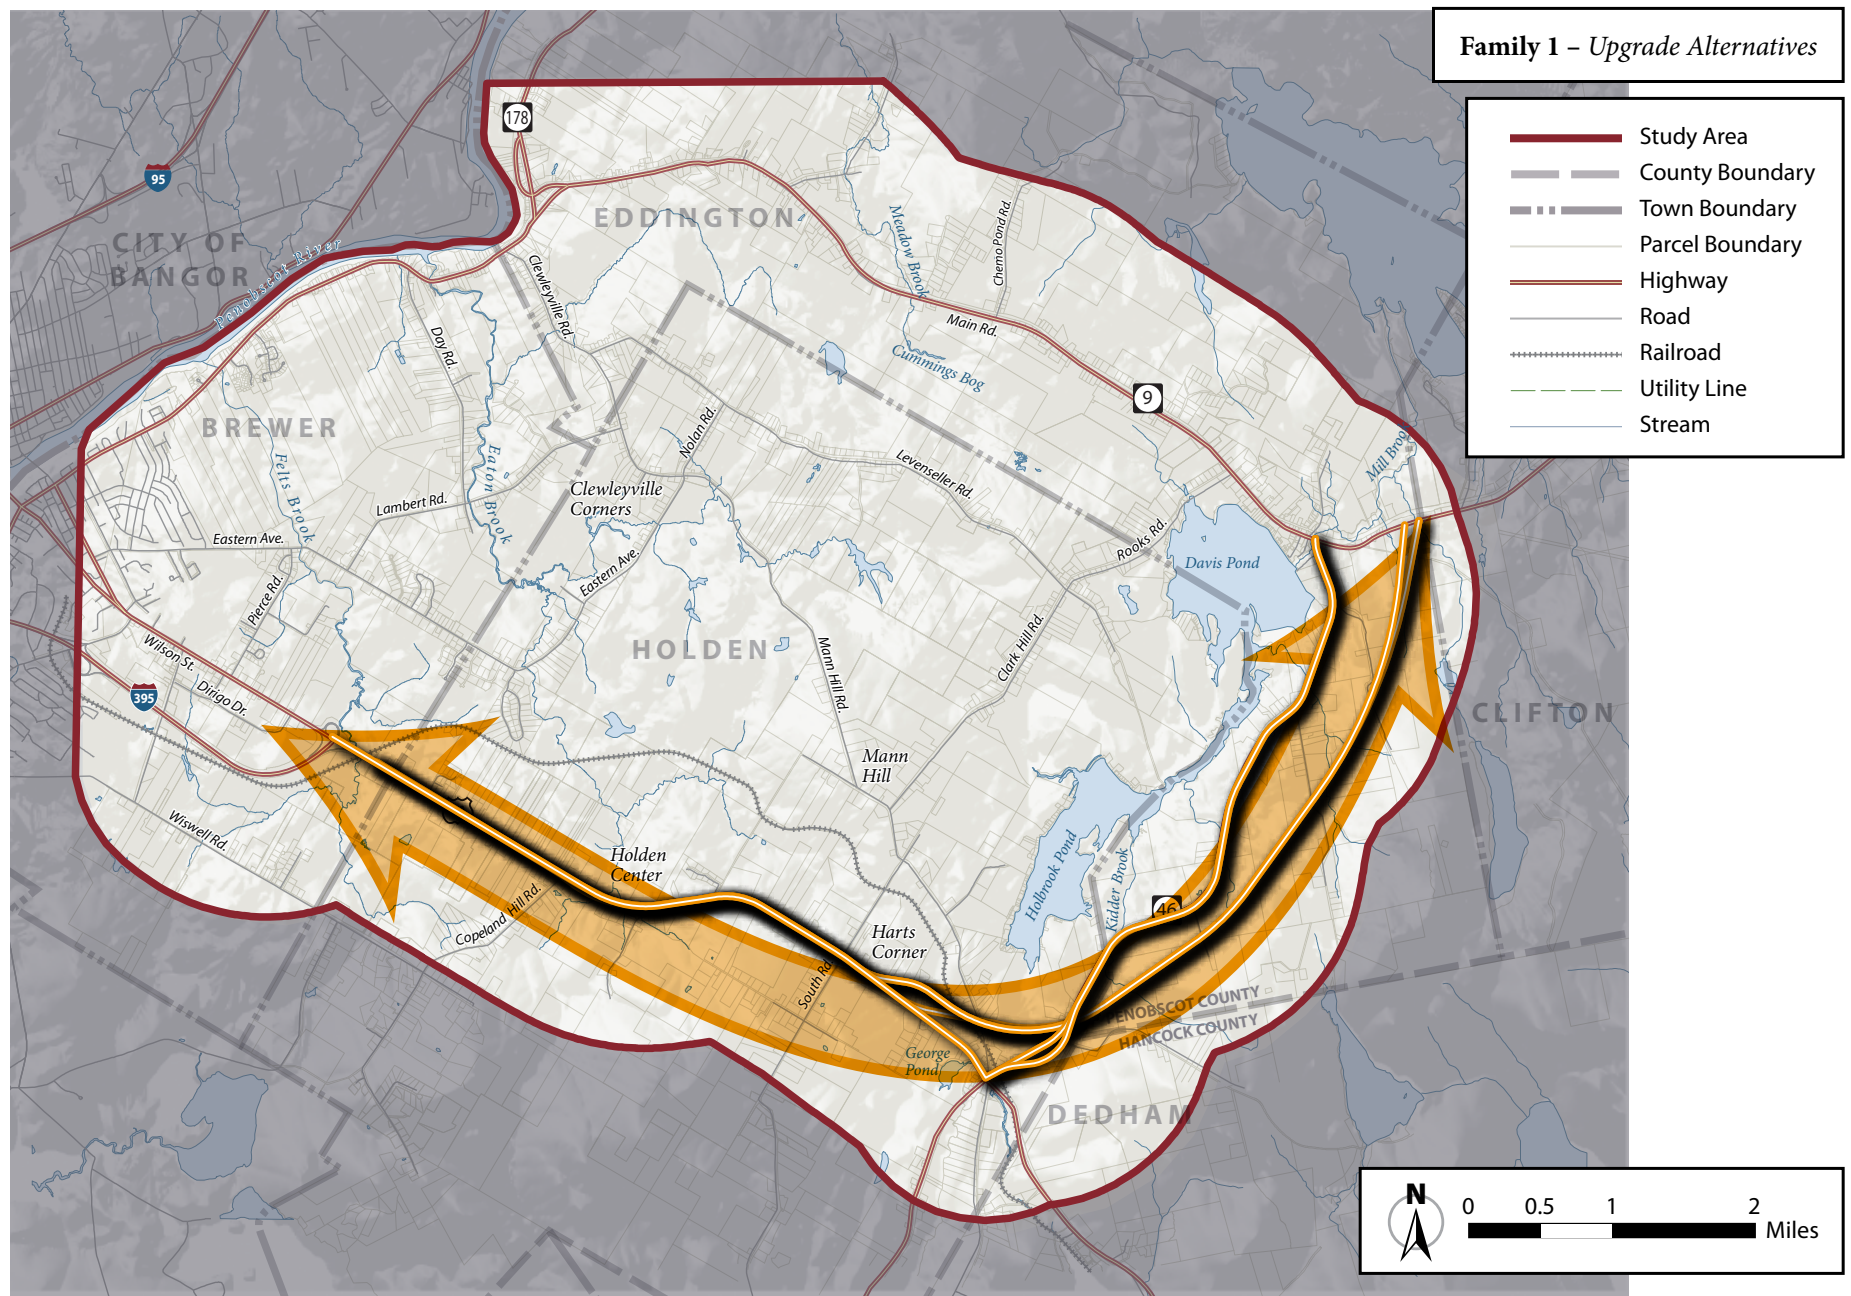 Family 1 – Upgrade Alternatives
Study Area
County Boundary
Town Boundary
Parcel Boundary
Highway
Road
Railroad
Utility Line
Stream
178
95
CITY OF
BANGOR
Penobscot River
EDDINGTON
Meadow Brook
Chemo Pond Rd.
Clewleyville Rd.
Main Rd.
Day Rd.
Cummings Bog
9
BREWER
Felts Brook
Eaton Brook
Nolan Rd.
Levenseller Rd.
Mill Brook
Clewleyville
Corners
Lambert Rd.
Eastern Ave.
Eastern Ave.
Rooks Rd.
Davis Pond
Pierce Rd.
Wilson St.
HOLDEN
Mann Hill Rd.
Clark Hill Rd.
Dirigo Dr.
395
CLIFTON
Mann
Hill
Wiswell Rd.
Holden
Center
Holbrook Pond
Kidder Brook
46
Copeland Hill Rd.
Harts
Corner
South Rd.
PENOBSCOT COUNTY
HANCOCK COUNTY
George
Pond
DEDHAM
N
0 0.5 1 2
Miles